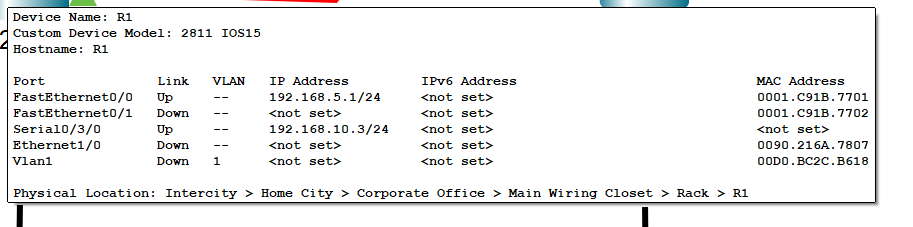 Device Name: R1
Custom Device Model: 2811 IOS15
Hostname: R1
Port Link VLAN IP Address IPv6 Address MAC Address
FastEthernet0/0 Up -- 192.168.5.1/24 <not set> 0001.C91B.7701
FastEthernet0/1 Down -- <not set> <not set> 0001.C91B.7702
Serial0/3/0 Up -- 192.168.10.3/24 <not set> <not set>
Ethernet1/0 Down -- <not set> <not set> 0090.216A.7807
Vlan1 Down 1 <not set> <not set> 00D0.BC2C.B618
Physical Location: Intercity > Home City > Corporate Office > Main Wiring Closet > Rack > R1